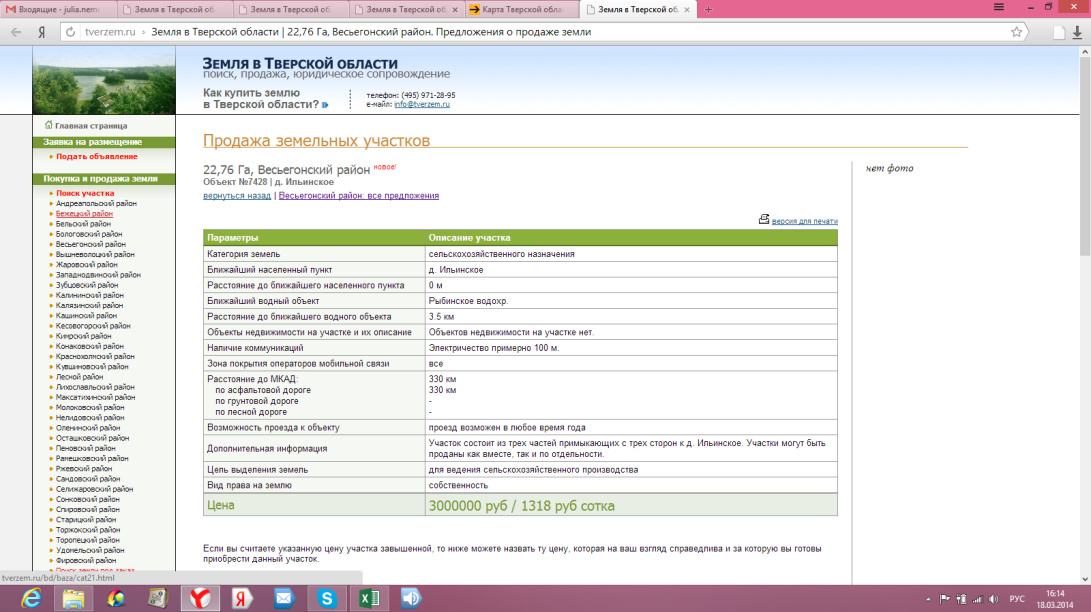 Входящие - julia.nem
Земля в Тверской об.
Земля в Тверской об.
Земля в Тверской об.
Карта Тверской обла
Земля в Тверской об.
tverzem.ru › Земля в Тверской области | 22,76 Га, Весьегонский район. Предложения о продаже земли
ЗЕМЛЯ В ТВЕРСКОЙ ОБЛАСТИ
поиск, продажа, юридическое сопровождение
Как купить землю
в Тверской области?
телефон: (495) 971-28-95
e-майл: info@tverzem.ru
Главная страница
Заявка на размещение
Подать объявление
Покупка и продажа земли
Поиск участка
Андреапольский район
Бежецкий район
Бельский район
Бологовский район
Весьегонский район
Вышневолоцкий район
Жарковский район
Западнодвинский район
Зубцовский район
Калининский район
Калязинский район
Кашинский район
Кесовогорский район
Кимрский район
Конаковский район
Краснохолмский район
Кувшиновский район
Лесной район
Лихославльский район
Максатихинский район
Молоковский район
Нелидовский район
Оленинский район
Осташковский район
Пеновский район
Рамешковский район
Ржевский район
Сандовский район
Селижаровский район
Сонковский район
Спировский район
Старицкий район
Торжокский район
Торопецкий район
Удомельский район
Фировский район
Поиск земли под заказ
Продажа земельных участков
22,76 Га, Весьегонский район новое!
Объект №7428 | д. Ильинское
вернуться назад | Весьегонский район: все предложения
нет фото
версия для печати
Параметры Описание участка
Категория земель сельскохозяйственного назначения
Ближайший населенный пункт д. Ильинское
Расстояние до ближайшего населенного пункта 0 м
Ближайший водный объект Рыбинское водохр.
Расстояние до ближайшего водного объекта 3.5 км
Объекты недвижимости на участке и их описание Объектов недвижимости на участке нет.
Наличие коммуникаций Электричество примерно 100 м.
Зона покрытия операторов мобильной связи все
Расстояние до МКАД: 330 км
по асфальтовой дороге 330 км
по грунтовой дороге -
по лесной дороге -
Возможность проезда к объекту проезд возможен в любое время года
Дополнительная информация Участок состоит из трех частей примыкающих с трех сторон к д. Ильинское. Участки могут быть
проданы как вместе, так и по отдельности.
Цель выделения земель для ведения сельскохозяйственного производства
Вид права на землю собственность
Цена 3000000 руб / 1318 руб сотка
Если вы считаете указанную цену участка завышенной, то ниже можете назвать ту цену, которая на ваш взгляд справедлива и за которую вы готовы
приобрести данный участок.
tverzem.ru/bd/baza/cat21.html
РУС
16:14
18.03.2014